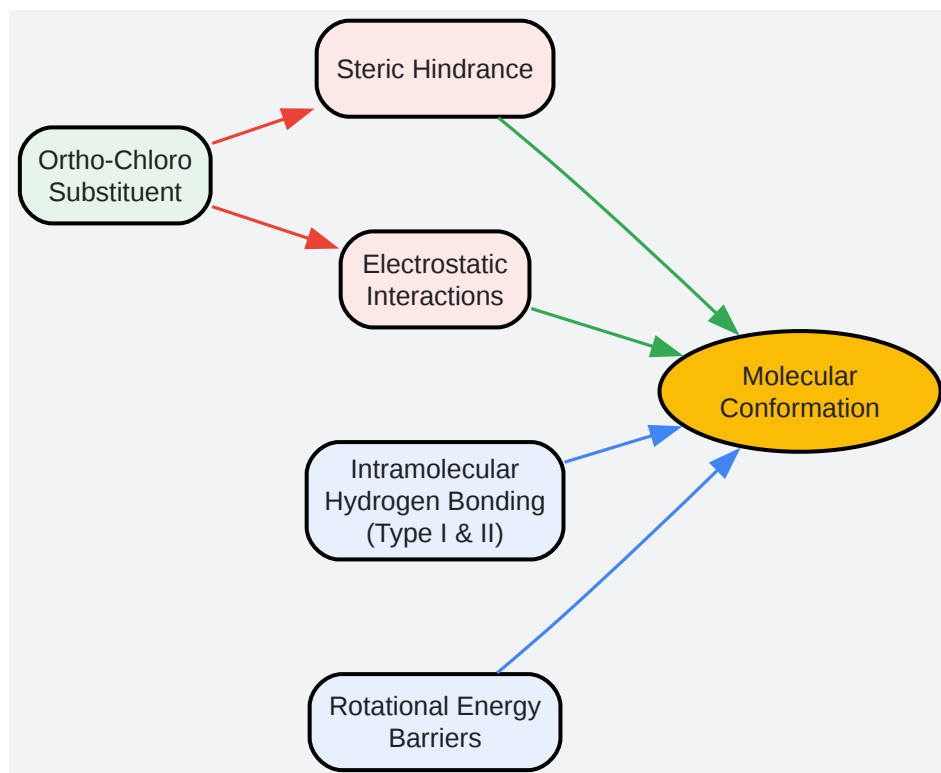 Steric Hindrance
Ortho-Chloro
Substituent
Electrostatic
Interactions
Molecular
Conformation
Intramolecular
Hydrogen Bonding
(Type I & II)
Rotational Energy
Barriers